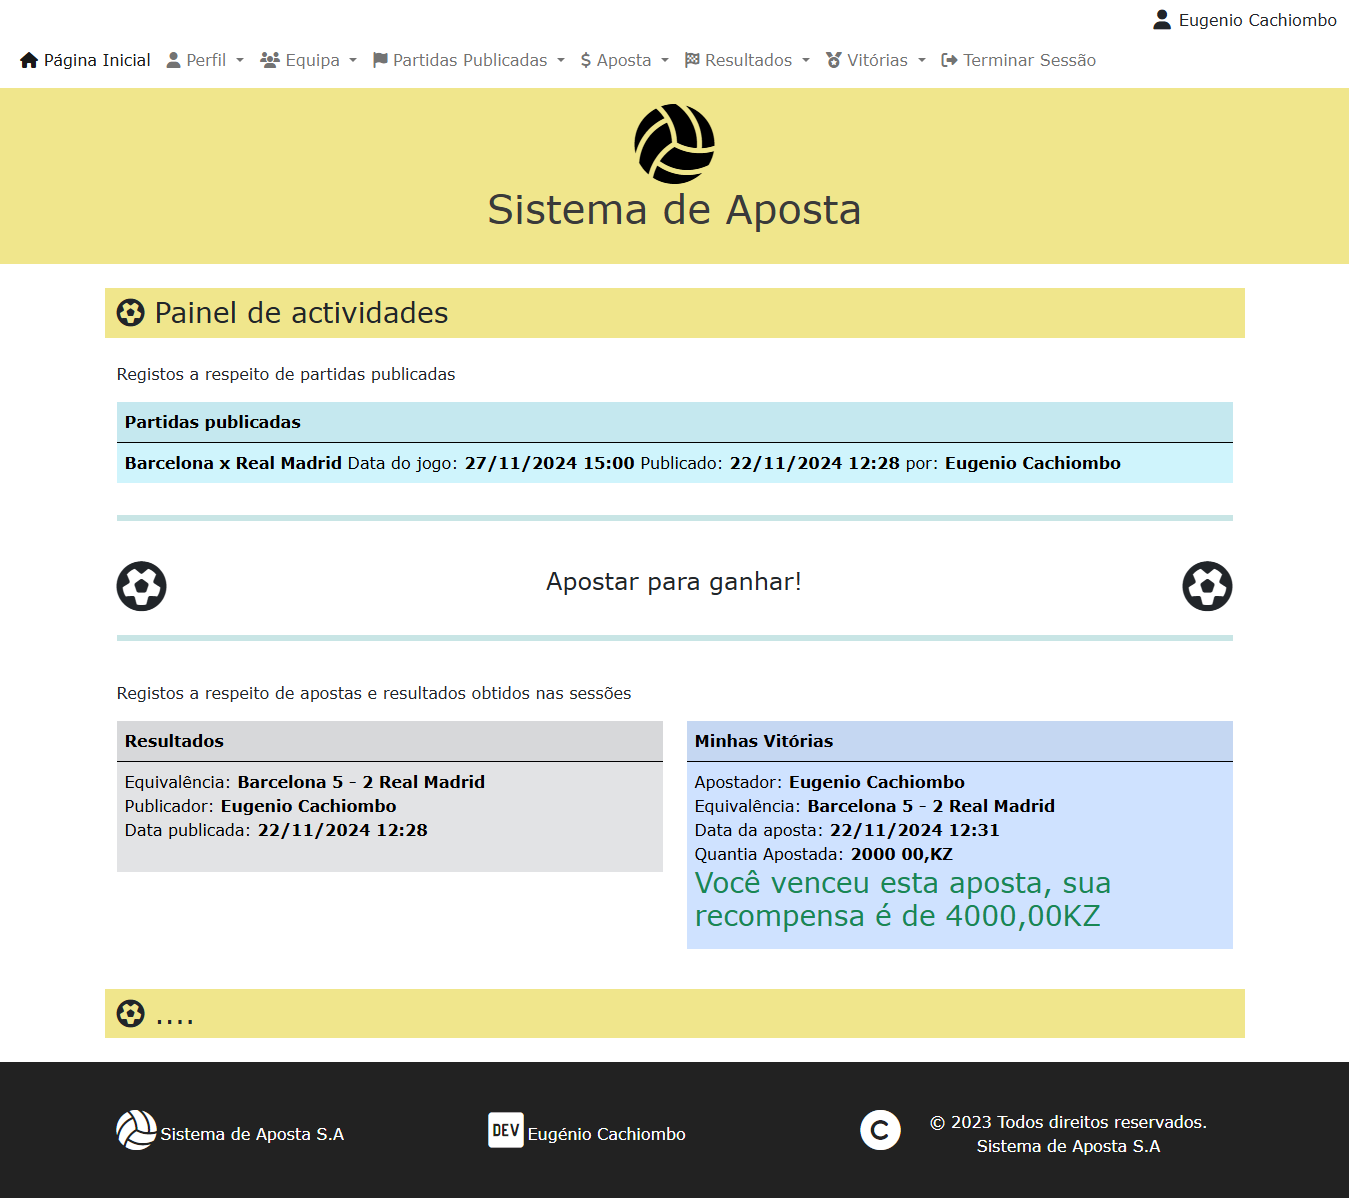 Eugenio Cachiombo
Página Inicial Perfil Equipa Partidas Publicadas $ Aposta Resultados Vitórias Terminar Sessão
Sistema de Aposta
Painel de actividades
Registos a respeito de partidas publicadas
Partidas publicadas
Barcelona x Real Madrid Data do jogo: 27/11/2024 15:00 Publicado: 22/11/2024 12:28 por: Eugenio Cachiombo
Apostar para ganhar!
Registos a respeito de apostas e resultados obtidos nas sessões
Resultados
Equivalência: Barcelona 5 - 2 Real Madrid
Publicador: Eugenio Cachiombo
Data publicada: 22/11/2024 12:28
Minhas Vitórias
Apostador: Eugenio Cachiombo
Equivalência: Barcelona 5 - 2 Real Madrid
Data da aposta: 22/11/2024 12:31
Quantia Apostada: 2000 00,KZ
Você venceu esta aposta, sua
recompensa é de 4000,00KZ
....
Sistema de Aposta S.A
DEV Eugénio Cachiombo
C © 2023 Todos direitos reservados.
Sistema de Aposta S.A